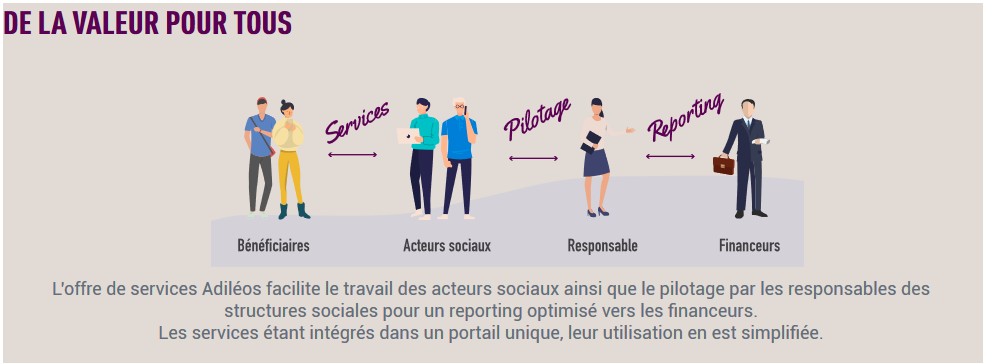 DE LA VALEUR POUR TOUS
Services
Pilotage
Reporting
Bénéficiaires
Acteurs sociaux
Responsable
Financeurs
L'offre de services Adiléos facilite le travail des acteurs sociaux ainsi que le pilotage par les responsables des
structures sociales pour un reporting optimisé vers les financeurs.
Les services étant intégrés dans un portail unique, leur utilisation en est simplifiée.